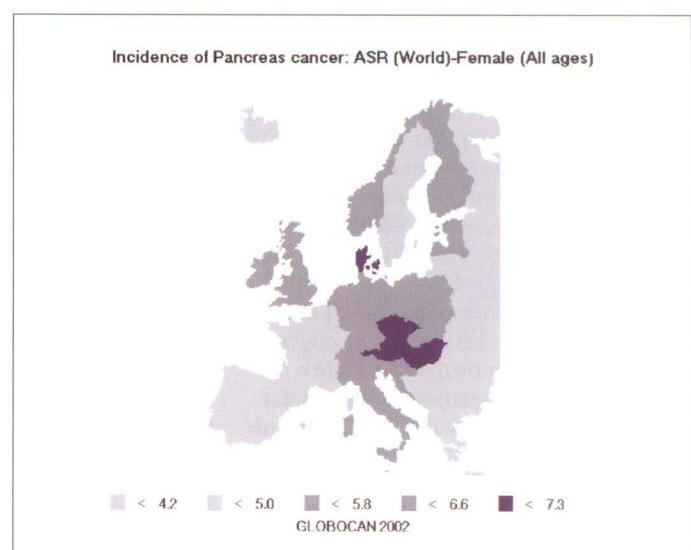 Incidence of Pancreas cancer: ASR (World)-Female (All ages)
< 4.2 < 5.0 < 5.8 < 6.6 < 7.3
GLOBOCAN 2002